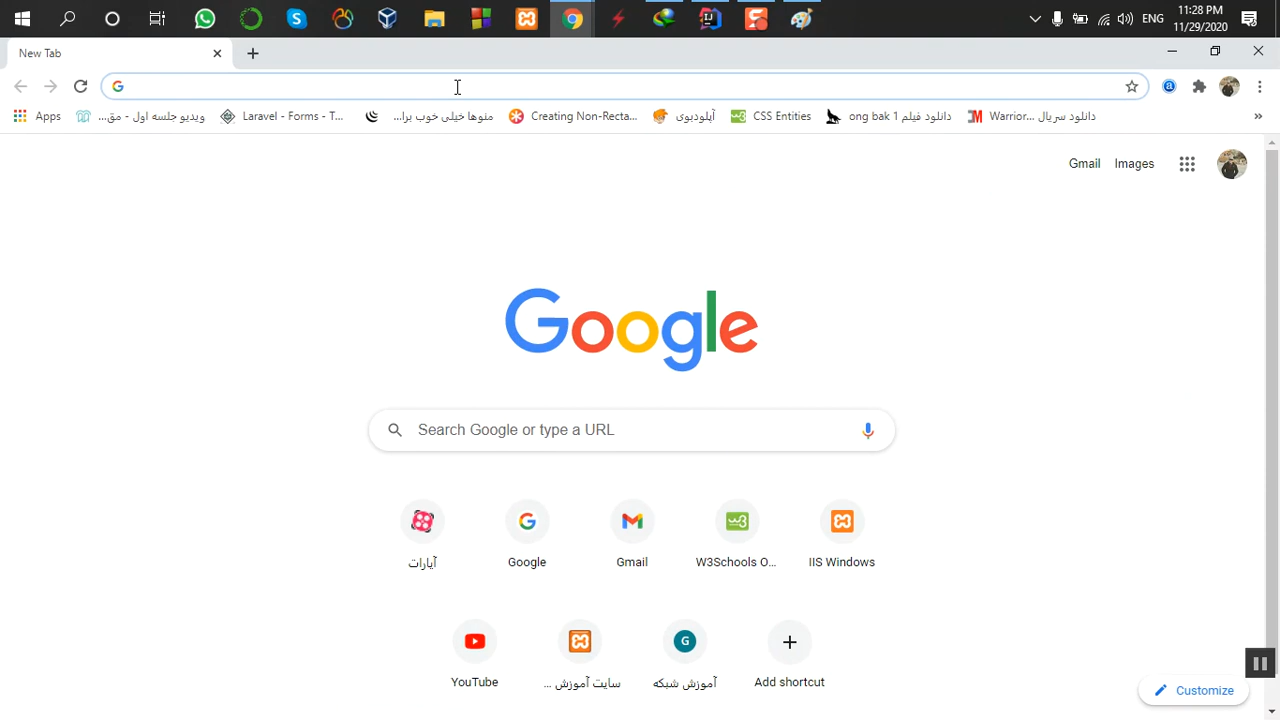 ENG
11:28 PM
11/29/2020
New Tab
Apps
ویدیو جلسه اول - مق...
Laravel - Forms - T...
منوها خیلی خوب برا...
Creating Non-Recta...
آپلودبوی
CSS Entities
دانلود فیلم ong bak 1
دانلود سریال Warrior...
Gmail
Images
Google
Search Google or type a URL
آپارات
Google
Gmail
W3Schools O...
IIS Windows
YouTube
سایت آموزش ...
G
آموزش شبکه
Add shortcut
Customize